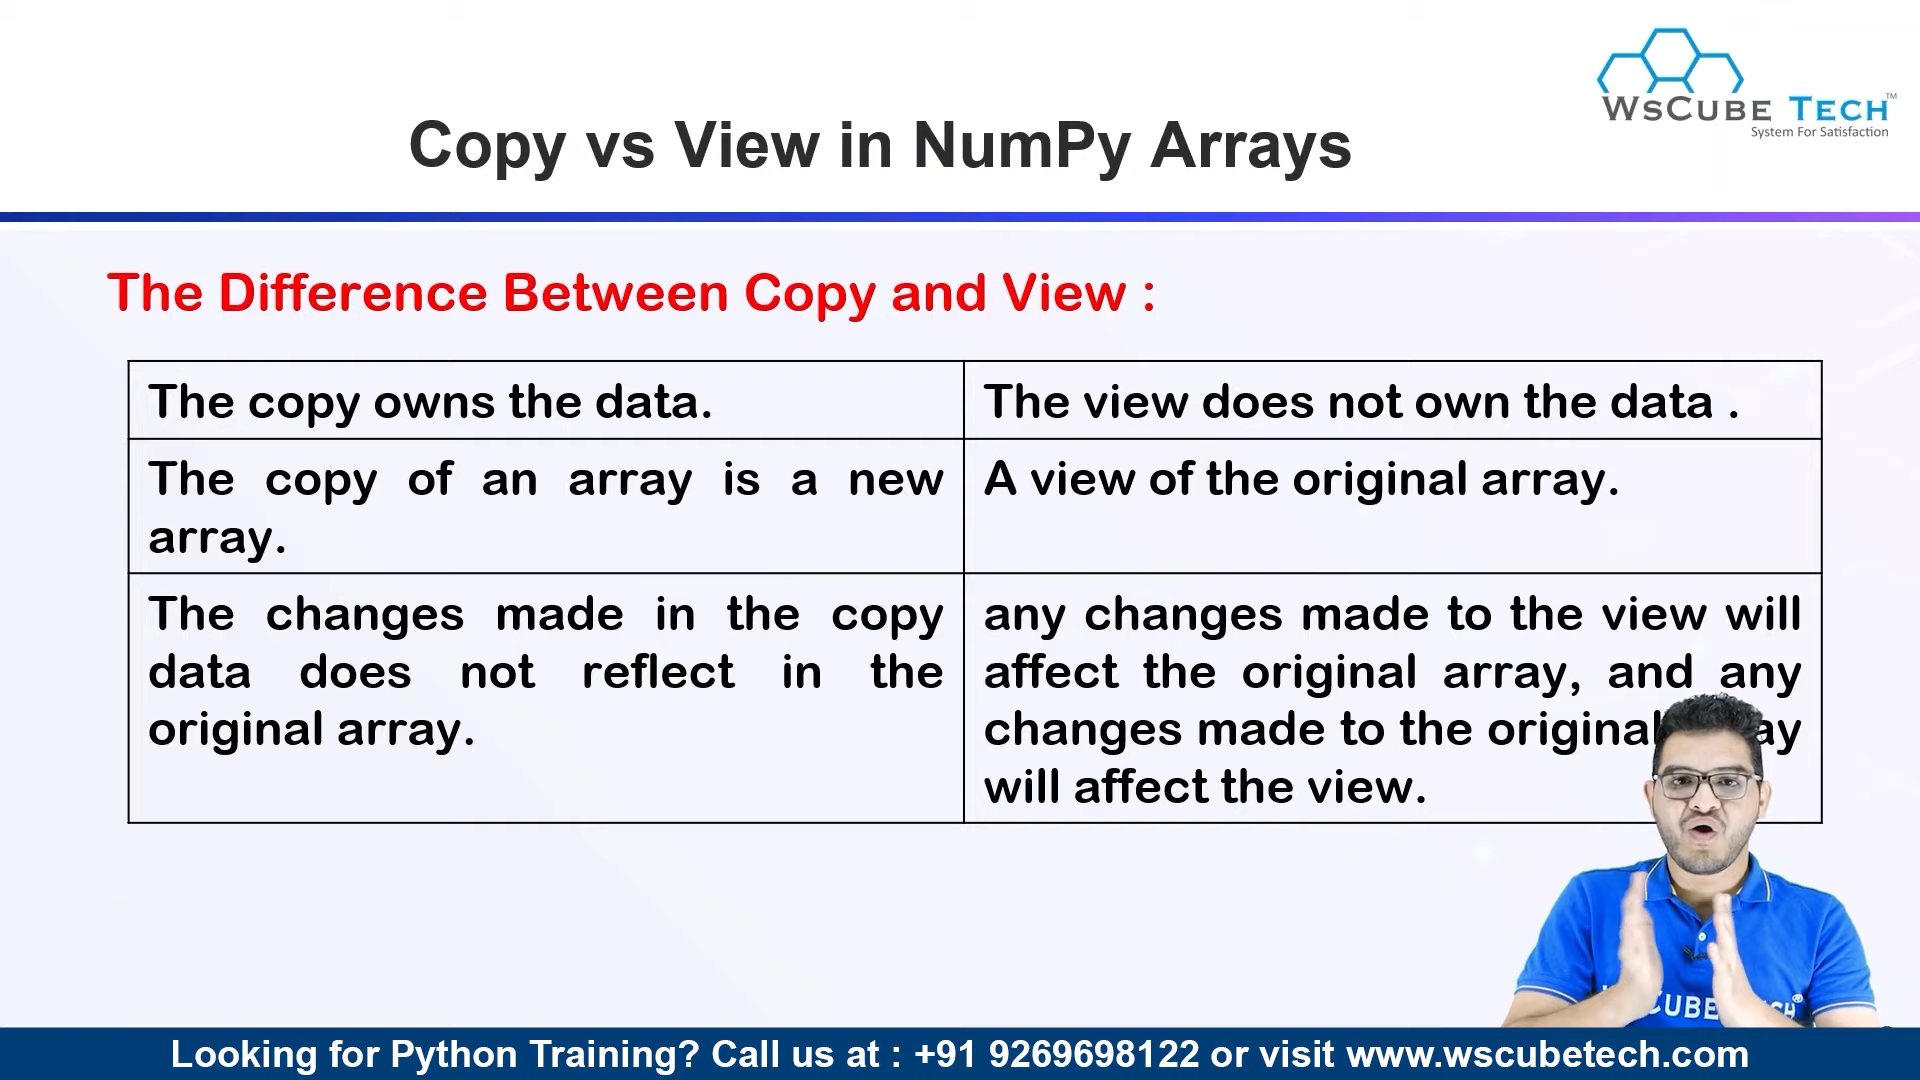 WsCube Tech™
System For Satisfaction
Copy vs View in NumPy Arrays
The Difference Between Copy and View :
The copy owns the data.
The view does not own the data .
The copy of an array is a new
array.
A view of the original array.
The changes made in the copy
data does not reflect in the
original array.
any changes made to the view will
affect the original array, and any
changes made to the original
will affect the view.
Looking for Python Training? Call us at : +91 9269698122 or visit www.wscubetech.com